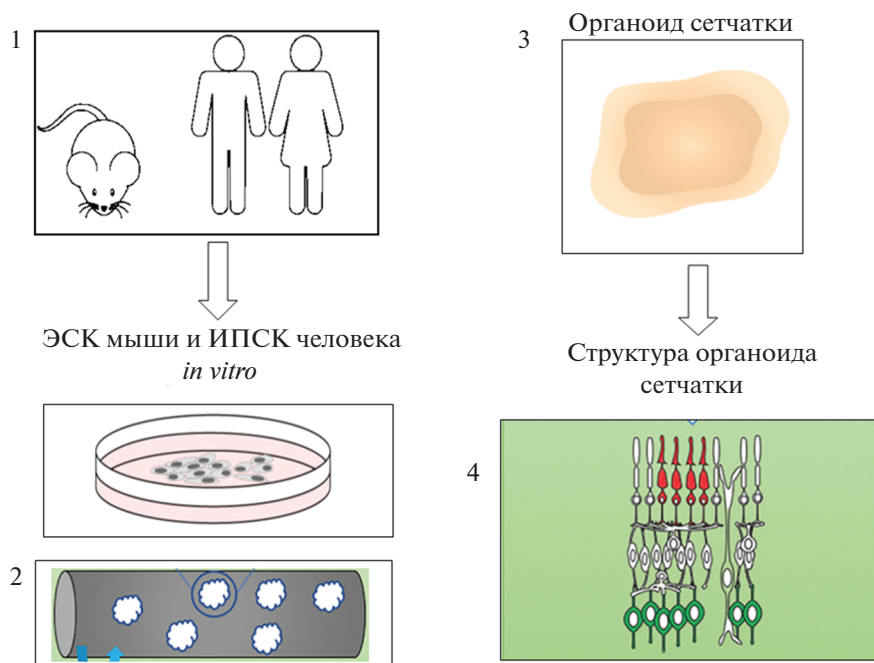 1
ЭСК мыши и ИПСК человека
in vitro
2
3
Органоид сетчатки
Структура органоида
сетчатки
4